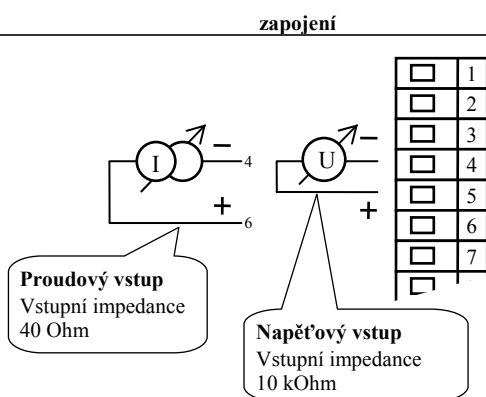 zapojení
1
2
3
4
5
6
7
I
−
4
+
6
U
−
+
Proudový vstup
Vstupní impedance
40 Ohm
Napěťový vstup
Vstupní impedance
10 kOhm